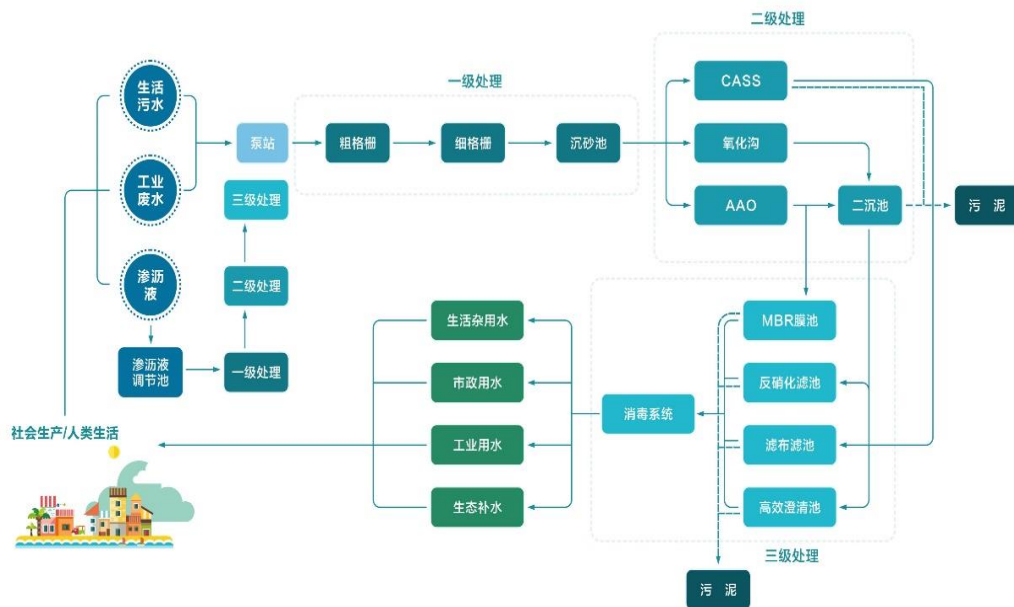 二级处理
生活
污水
一级处理
CASS
泵站
粗格栅
细格栅
沉砂池
氧化沟
工业
废水
三级处理
AAO
二沉池
污 泥
渗沥
液
二级处理
生活杂用水
MBR膜池
渗沥液
调节池
一级处理
市政用水
反硝化滤池
消毒系统
社会生产/人类生活
工业用水
滤布滤池
生态补水
高效澄清池
三级处理
污 泥